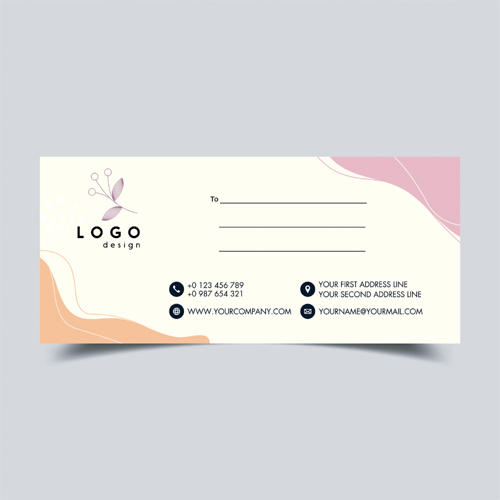 LOGO
design
To
+0 123 456 789
+0 987 654 321
YOUR FIRST ADDRESS LINE
YOUR SECOND ADDRESS LINE
WWW.YOURCOMPANY.COM
YOURNAME@YOURMAIL.COM